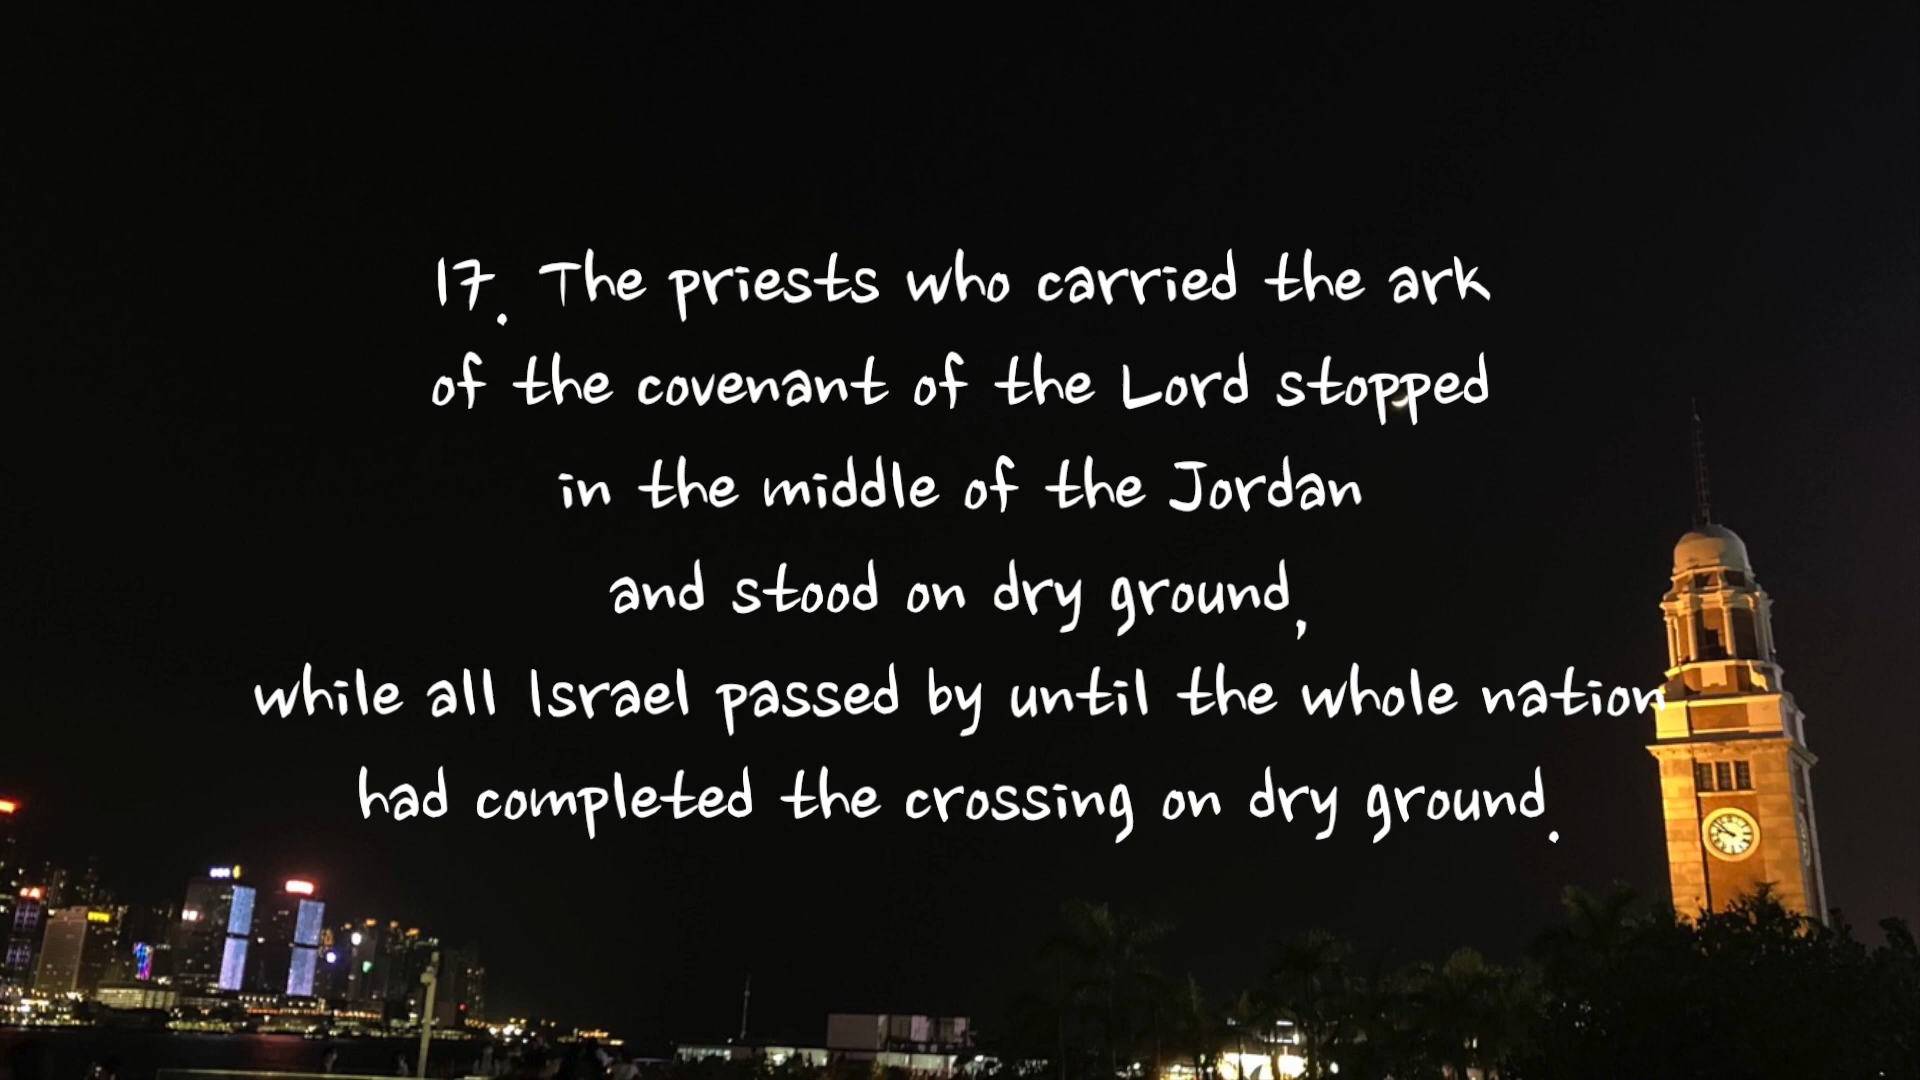 17. The priests who carried the ark
of the covenant of the Lord stopped
in the middle of the Jordan
and stood on dry ground,
while all Israel passed by until the whole nation
had completed the crossing on dry ground.